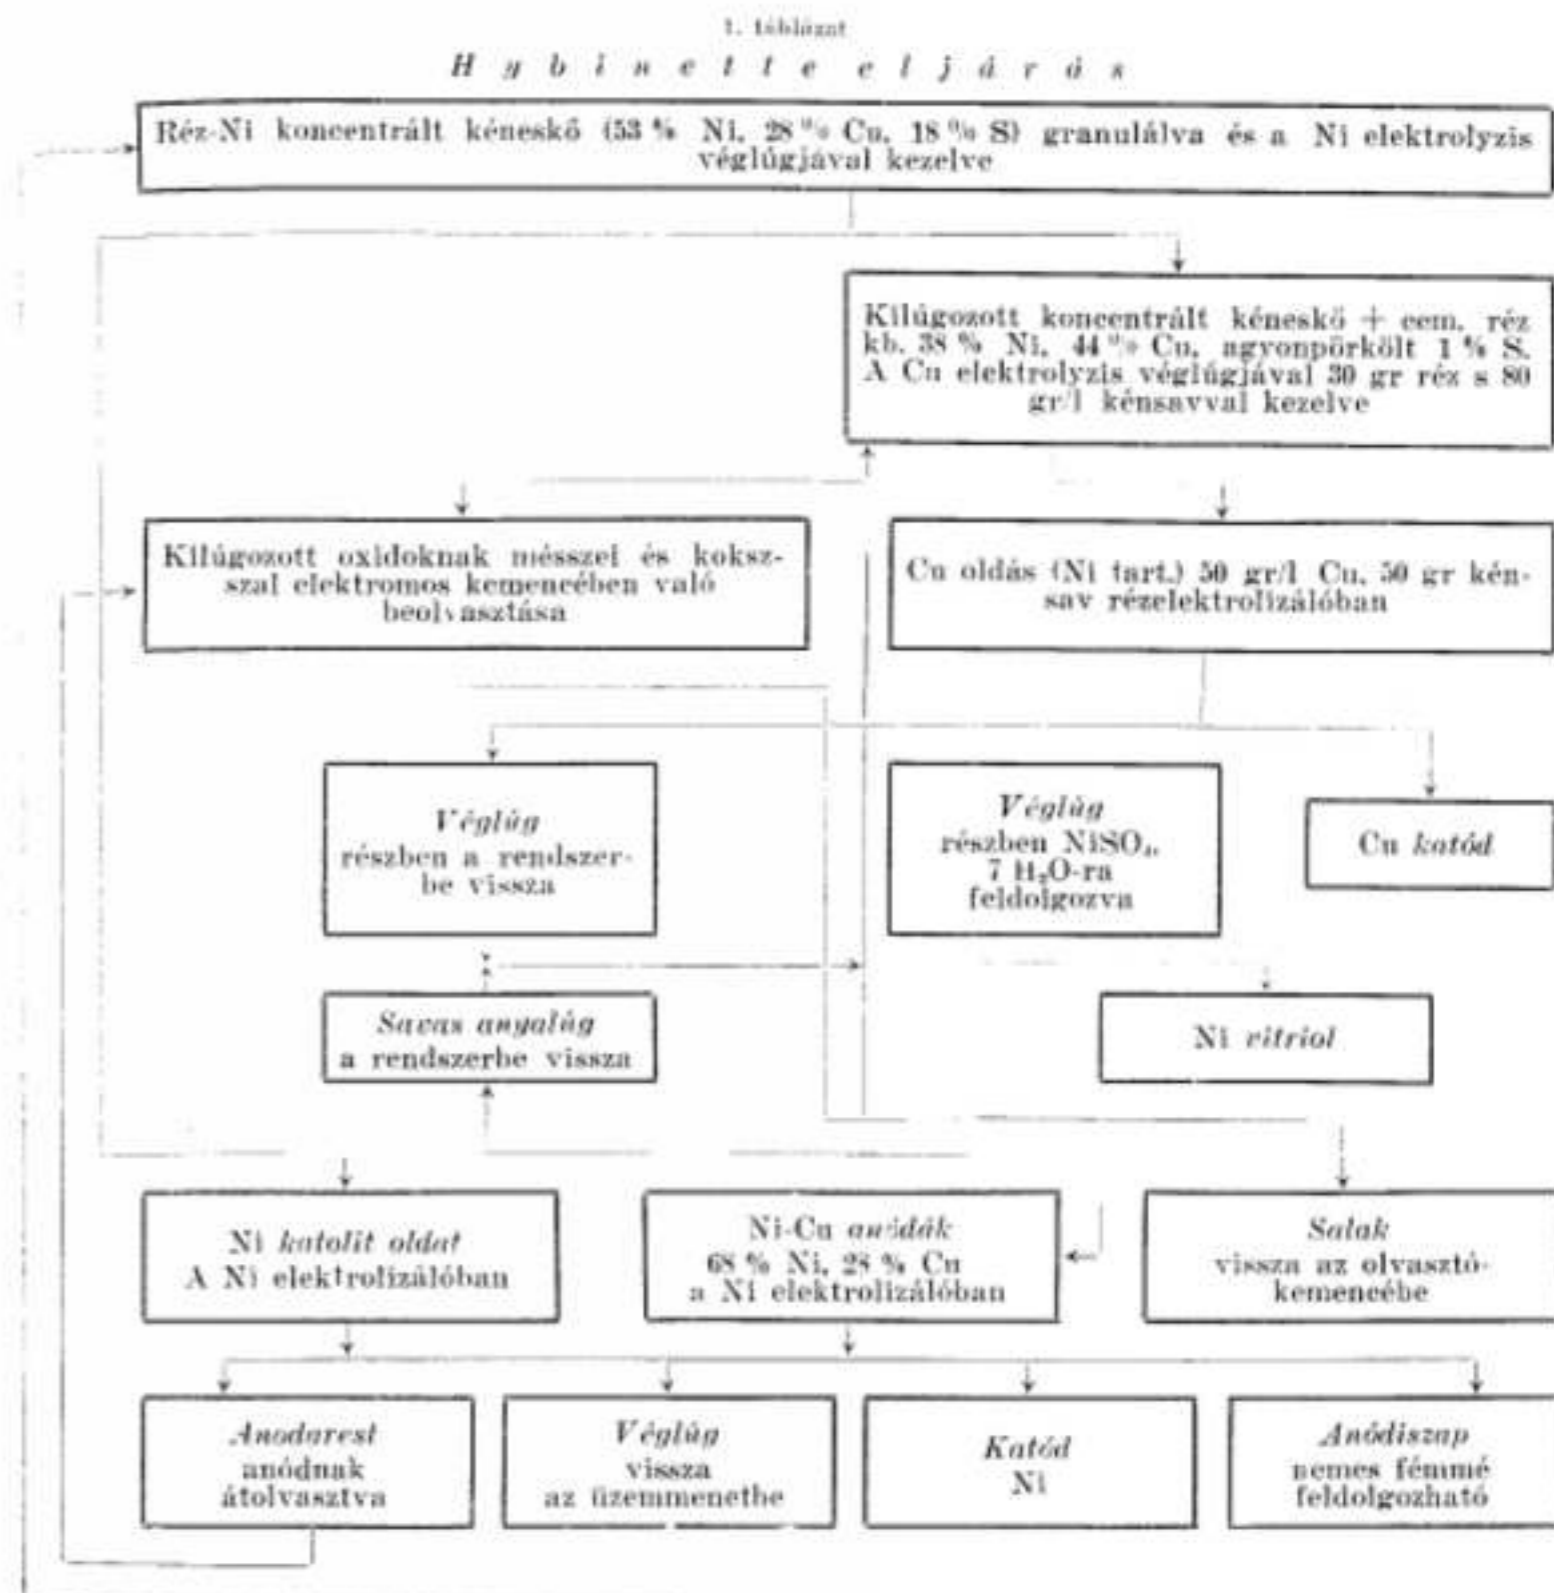 1. táblázat
Hybinette eljárás
Réz-Ni koncentrált kéneskő (53 % Ni, 28 % Cu, 18 % S) granulálva és a Ni elektrolyzis
véglúgjával kezelve
Kilúgozott koncentrált kéneskő + cem. réz
kb. 38 % Ni, 44 % Cu, agyonpörkölt 1 % S.
A Cu elektrolyzis véglúgjával 30 gr réz s 80
gr/l kénsavval kezelve
Kilúgozott oxidoknak mésszel és koksz-
szal elektromos kemencében való
beolvasztása
Cu oldás (Ni tart.) 50 gr/l Cu, 50 gr kén-
sav rézelektrolizálóban
Véglúg
részben a rendszer-
be vissza
Véglúg
részben NiSO₄.
7 H₂O-ra
feldolgozva
Cu katód
Savas anyalúg
a rendszerbe vissza
Ni vitriol
Ni katolit oldat
A Ni elektrolizálóban
Ni-Cu anódák
68 % Ni, 28 % Cu
a Ni elektrolizálóban
Salak
vissza az olvasztó-
kemencébe
Anodarest
anódnak
átolvasztva
Véglúg
vissza
az üzemmenetbe
Katód
Ni
Anódiszap
nemes fémmé
feldolgozható